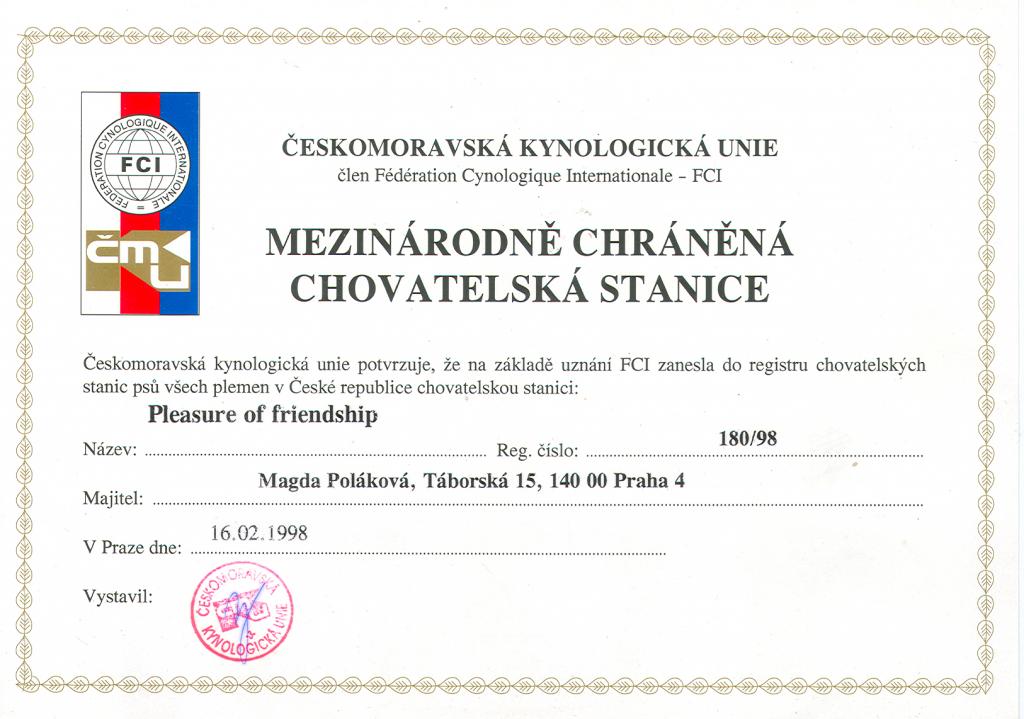 FEDERATION CYNOLOGIQUE INTERNATIONALE
FCI
čmu
ČESKOMORAVSKÁ KYNOLOGICKÁ UNIE
člen Fédération Cynologique Internationale – FCI
MEZINÁRODNĚ CHRÁNĚNÁ
CHOVATELSKÁ STANICE
Českomoravská kynologická unie potvrzuje, že na základě uznání FCI zanesla do registru chovatelských
stanic psů všech plemen v České republice chovatelskou stanici:
Pleasure of friendship
180/98
Název: Reg. číslo:
Magda Poláková, Táborská 15, 140 00 Praha 4
Majitel:
16.02.1998
V Praze dne:
Vystavil:
ČESKOMORAVSKÁ
KYNOLOGICKÁ UNIE